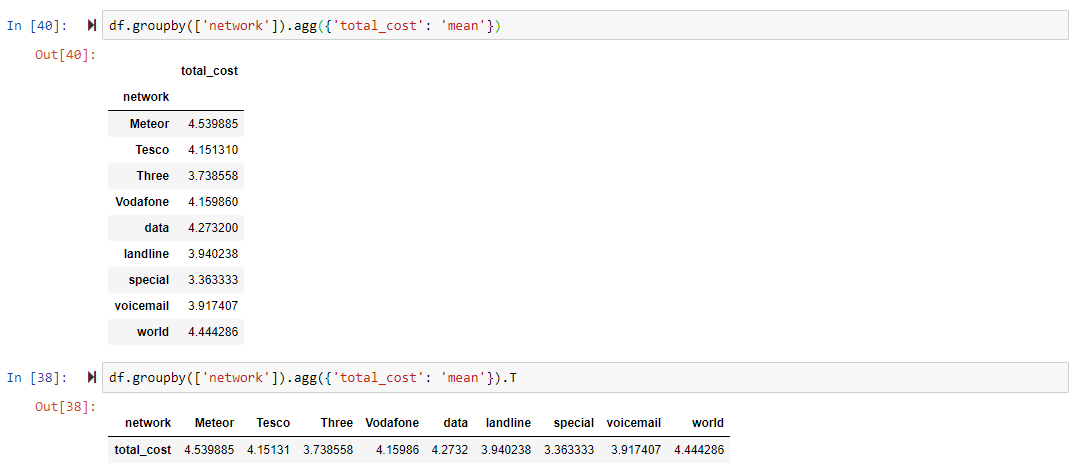 In [40]: df.groupby(['network']).agg({'total_cost': 'mean'})
Out[40]:
total_cost
network
Meteor 4.539885
Tesco 4.151310
Three 3.738558
Vodafone 4.159860
data 4.273200
landline 3.940238
special 3.363333
voicemail 3.917407
world 4.444286
In [38]: df.groupby(['network']).agg({'total_cost': 'mean'}).T
Out[38]:
network Meteor Tesco Three Vodafone data landline special voicemail world
total_cost 4.539885 4.15131 3.738558 4.15986 4.2732 3.940238 3.363333 3.917407 4.444286